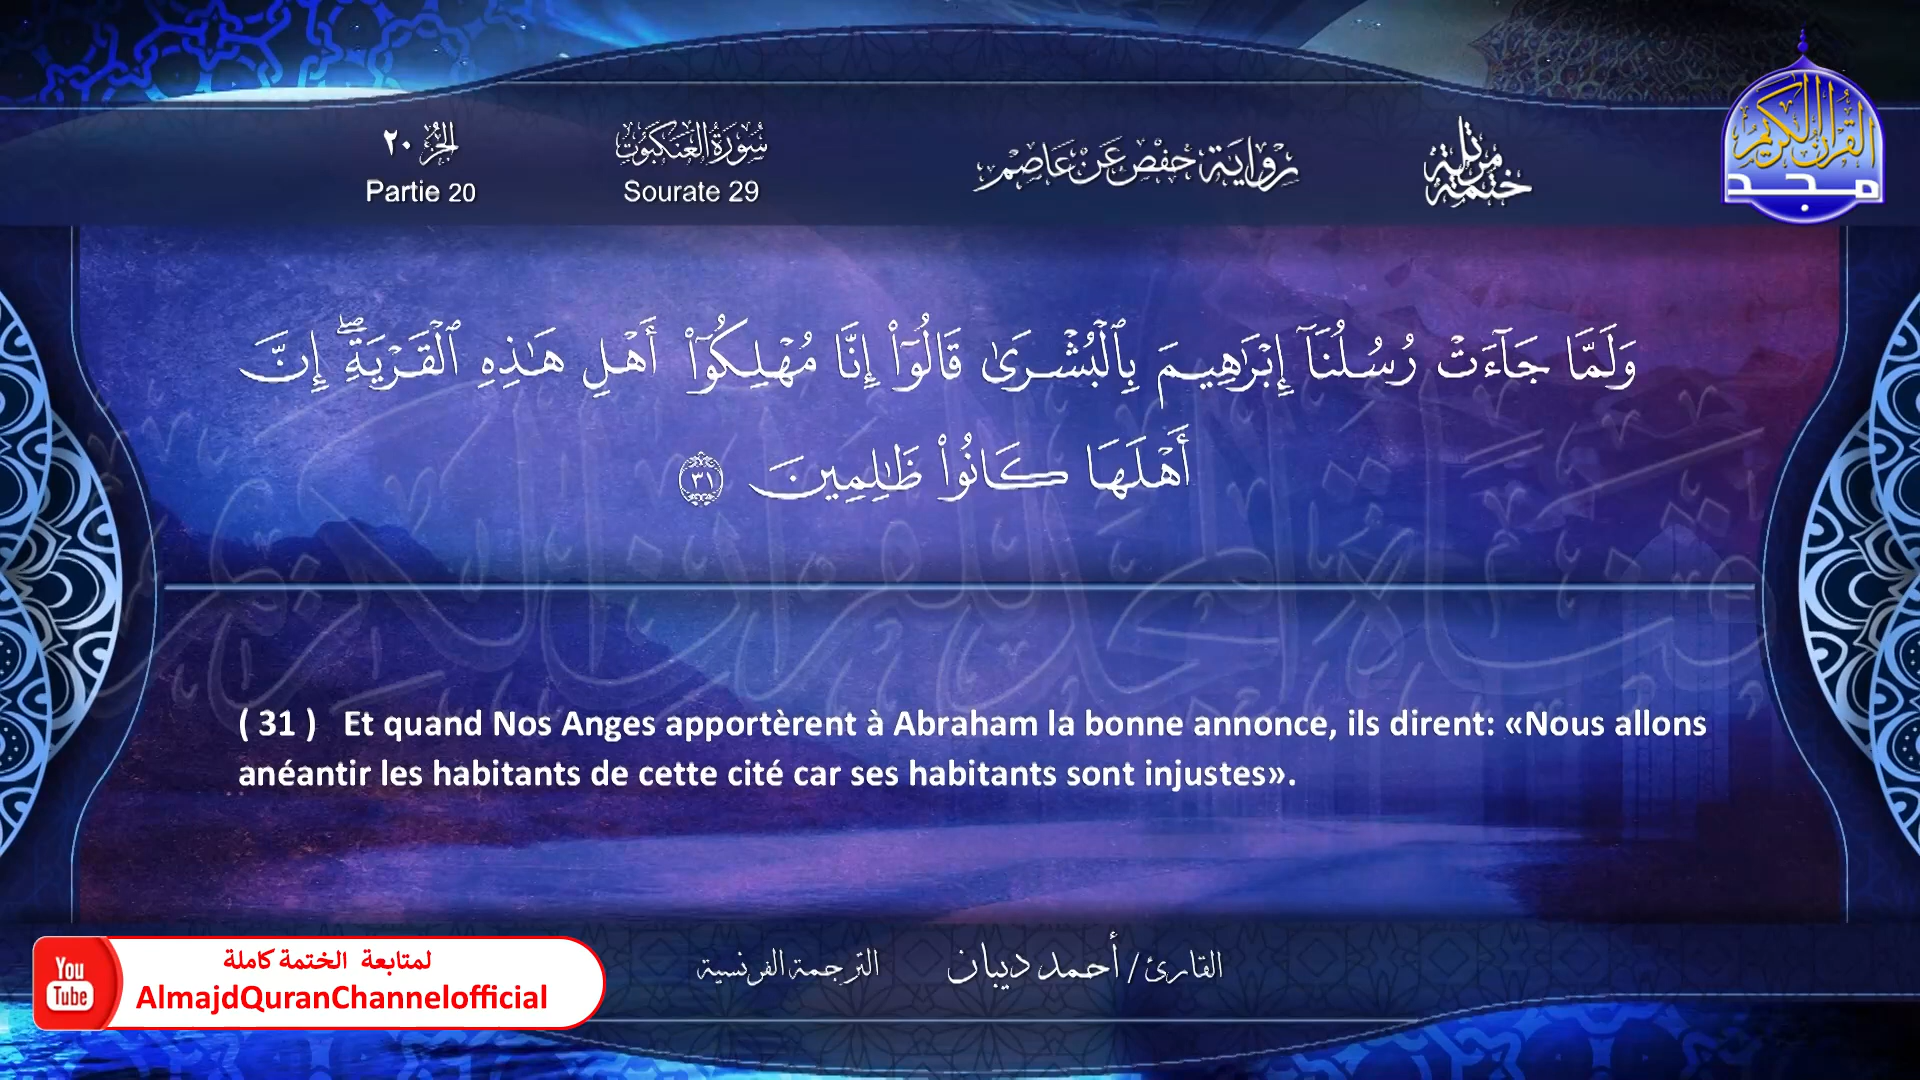 الجزء ٢٠
سورة العنكبوت
رواية حفص عن عاصم
ختمة مرتلة
القرآن الكريم
مجد
Partie 20
Sourate 29
وَلَمَّا جَآءَتْ رُسُلُنَآ إِبْرَٰهِيمَ بِٱلْبُشْرَىٰ قَالُوٓا۟ إِنَّا مُهْلِكُوٓا۟ أَهْلِ هَٰذِهِ ٱلْقَرْيَةِ ۖ إِنَّ
أَهْلَهَا كَانُوا۟ ظَٰلِمِينَ ٣١
( 31 ) Et quand Nos Anges apportèrent à Abraham la bonne annonce, ils dirent: «Nous allons
anéantir les habitants de cette cité car ses habitants sont injustes».
القارئ / أحمد ديبان
الترجمة الفرنسية
You
Tube
لمتابعة الختمة كاملة
AlmajdQuranChannelofficial